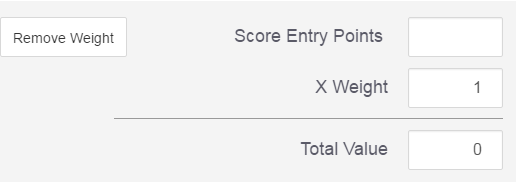 Remove Weight
Score Entry Points
X Weight 1
Total Value 0